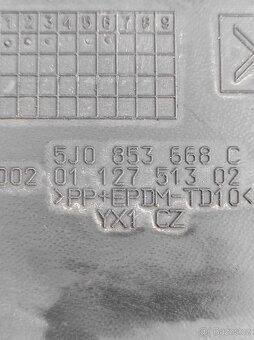 1 2 3 4 5 6 7 8 9
5J0 853 668 C
002 01 127 513 02
>PP+EPDM-TD10<
YX1 CZ